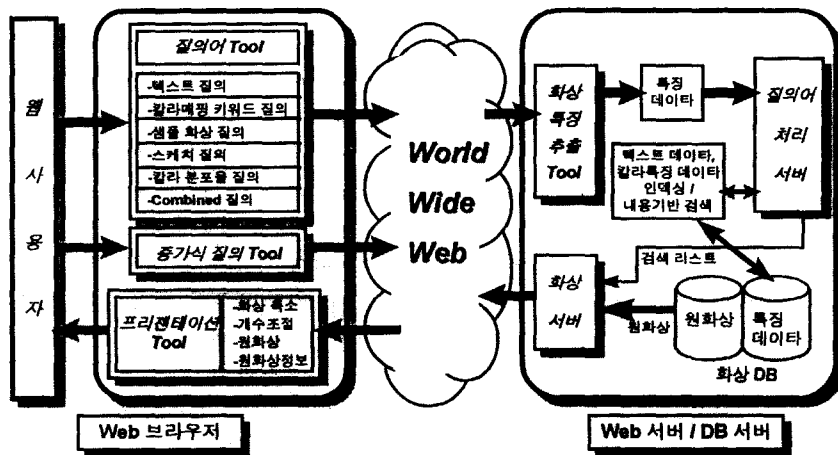 웹
사
용
자
질의어 Tool
-텍스트 질의
-칼라매핑 키워드 질의
-샘플 화상 질의
-스케치 질의
-칼라 분포율 질의
-Combined 질의
증가식 질의 Tool
프리젠테이션
Tool
-화상 축소
-개수조절
-원화상
-원화상정보
Web 브라우저
World
Wide
Web
화상
특징
추출
Tool
특징
데이타
질의어
처리
서버
텍스트 데이타,
칼라특징 데이타
인덱싱 /
내용기반 검색
검색 리스트
화상
서버
원화상
원화상
특징
데이타
화상 DB
Web 서버 / DB 서버